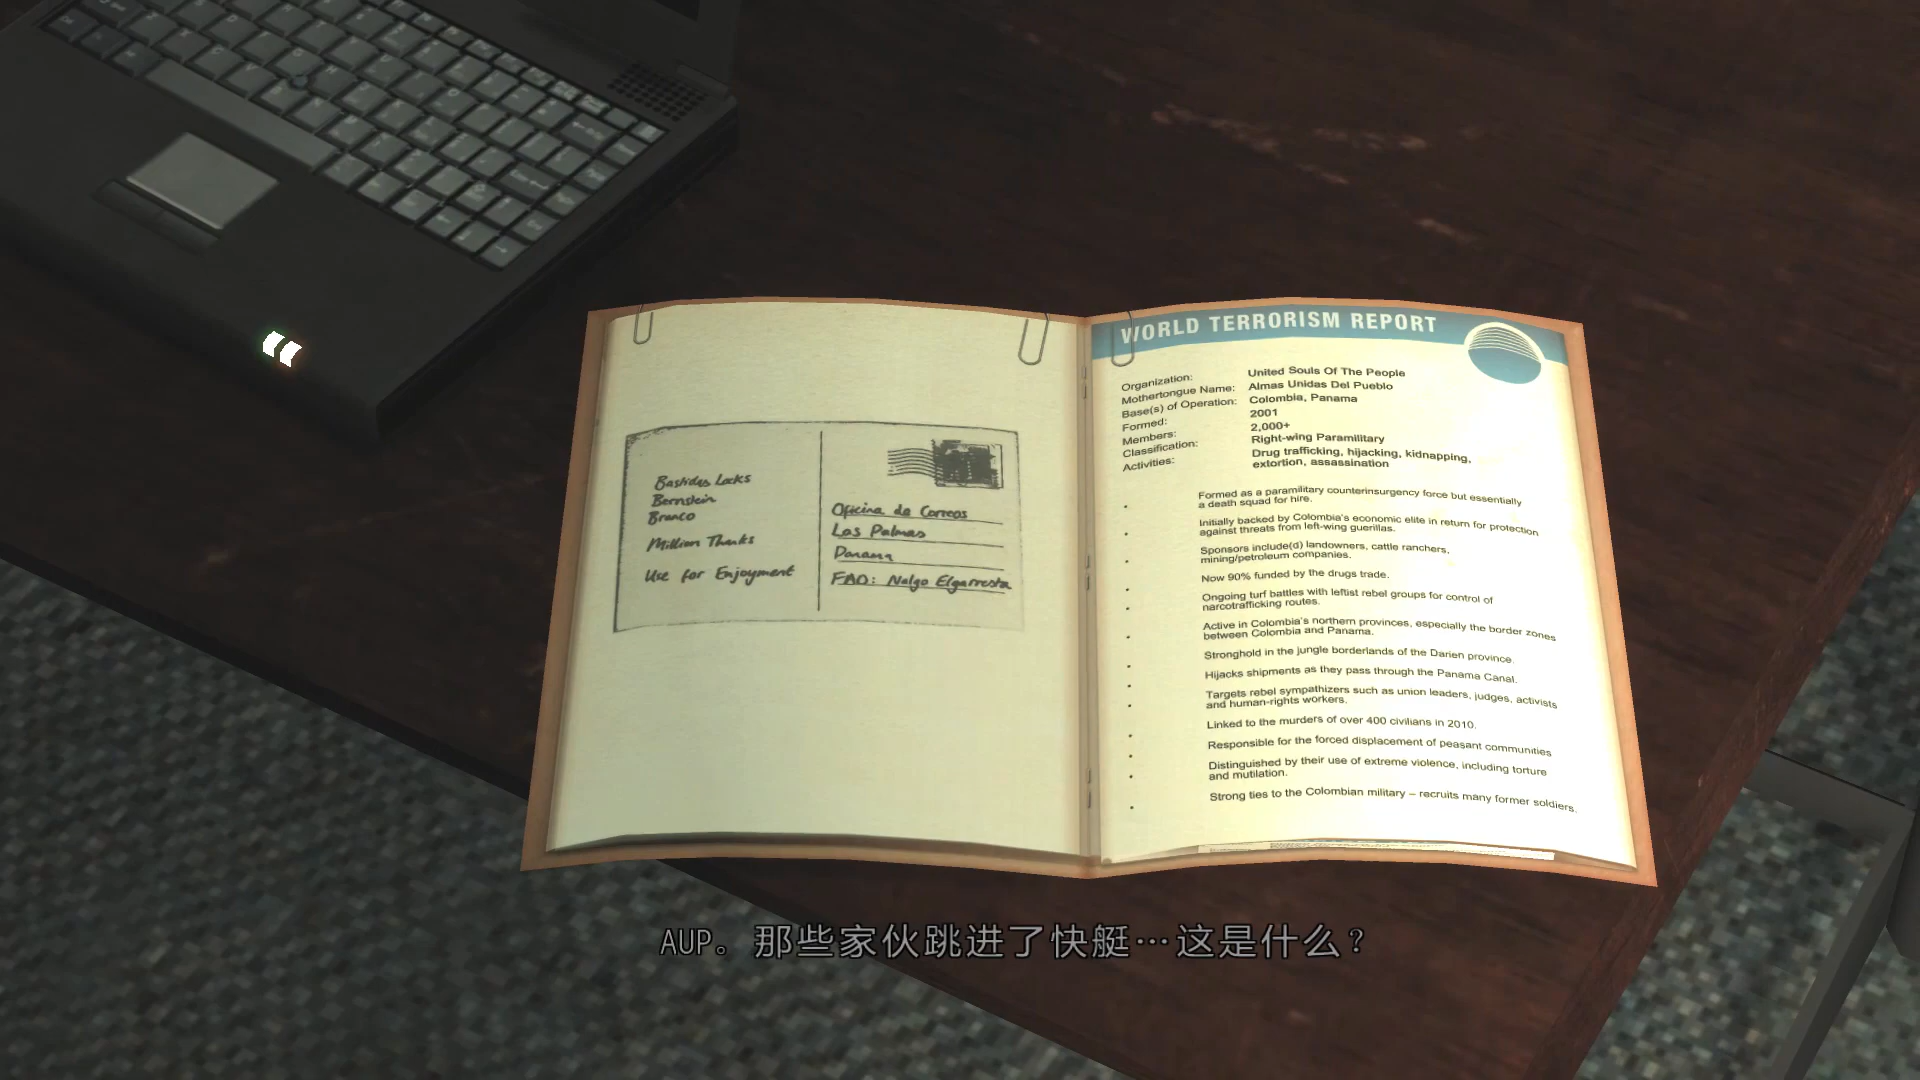 Bastidas Locks
Bernstein
Branco
Million Thanks
Use for Enjoyment
Oficina de Correos
Las Palmas
Panama
FAO: Nalgo Elgarresta
WORLD TERRORISM REPORT
Organization: United Souls Of The People
Mothertongue Name: Almas Unidas Del Pueblo
Base(s) of Operation: Colombia, Panama
Formed: 2001
Members: 2,000+
Classification: Right-wing Paramilitary
Activities: Drug trafficking, hijacking, kidnapping,
extortion, assassination
Formed as a paramilitary counterinsurgency force but essentially
a death squad for hire.
Initially backed by Colombia's economic elite in return for protection
against threats from left-wing guerillas.
Sponsors include(d) landowners, cattle ranchers,
mining/petroleum companies.
Now 90% funded by the drugs trade.
Ongoing turf battles with leftist rebel groups for control of
narcotrafficking routes.
Active in Colombia's northern provinces, especially the border zones
between Colombia and Panama.
Stronghold in the jungle borderlands of the Darien province.
Hijacks shipments as they pass through the Panama Canal.
Targets rebel sympathizers such as union leaders, judges, activists
and human-rights workers.
Linked to the murders of over 400 civilians in 2010.
Responsible for the forced displacement of peasant communities
Distinguished by their use of extreme violence, including torture
and mutilation.
Strong ties to the Colombian military – recruits many former soldiers.
AUP。那些家伙跳进了快艇…这是什么？